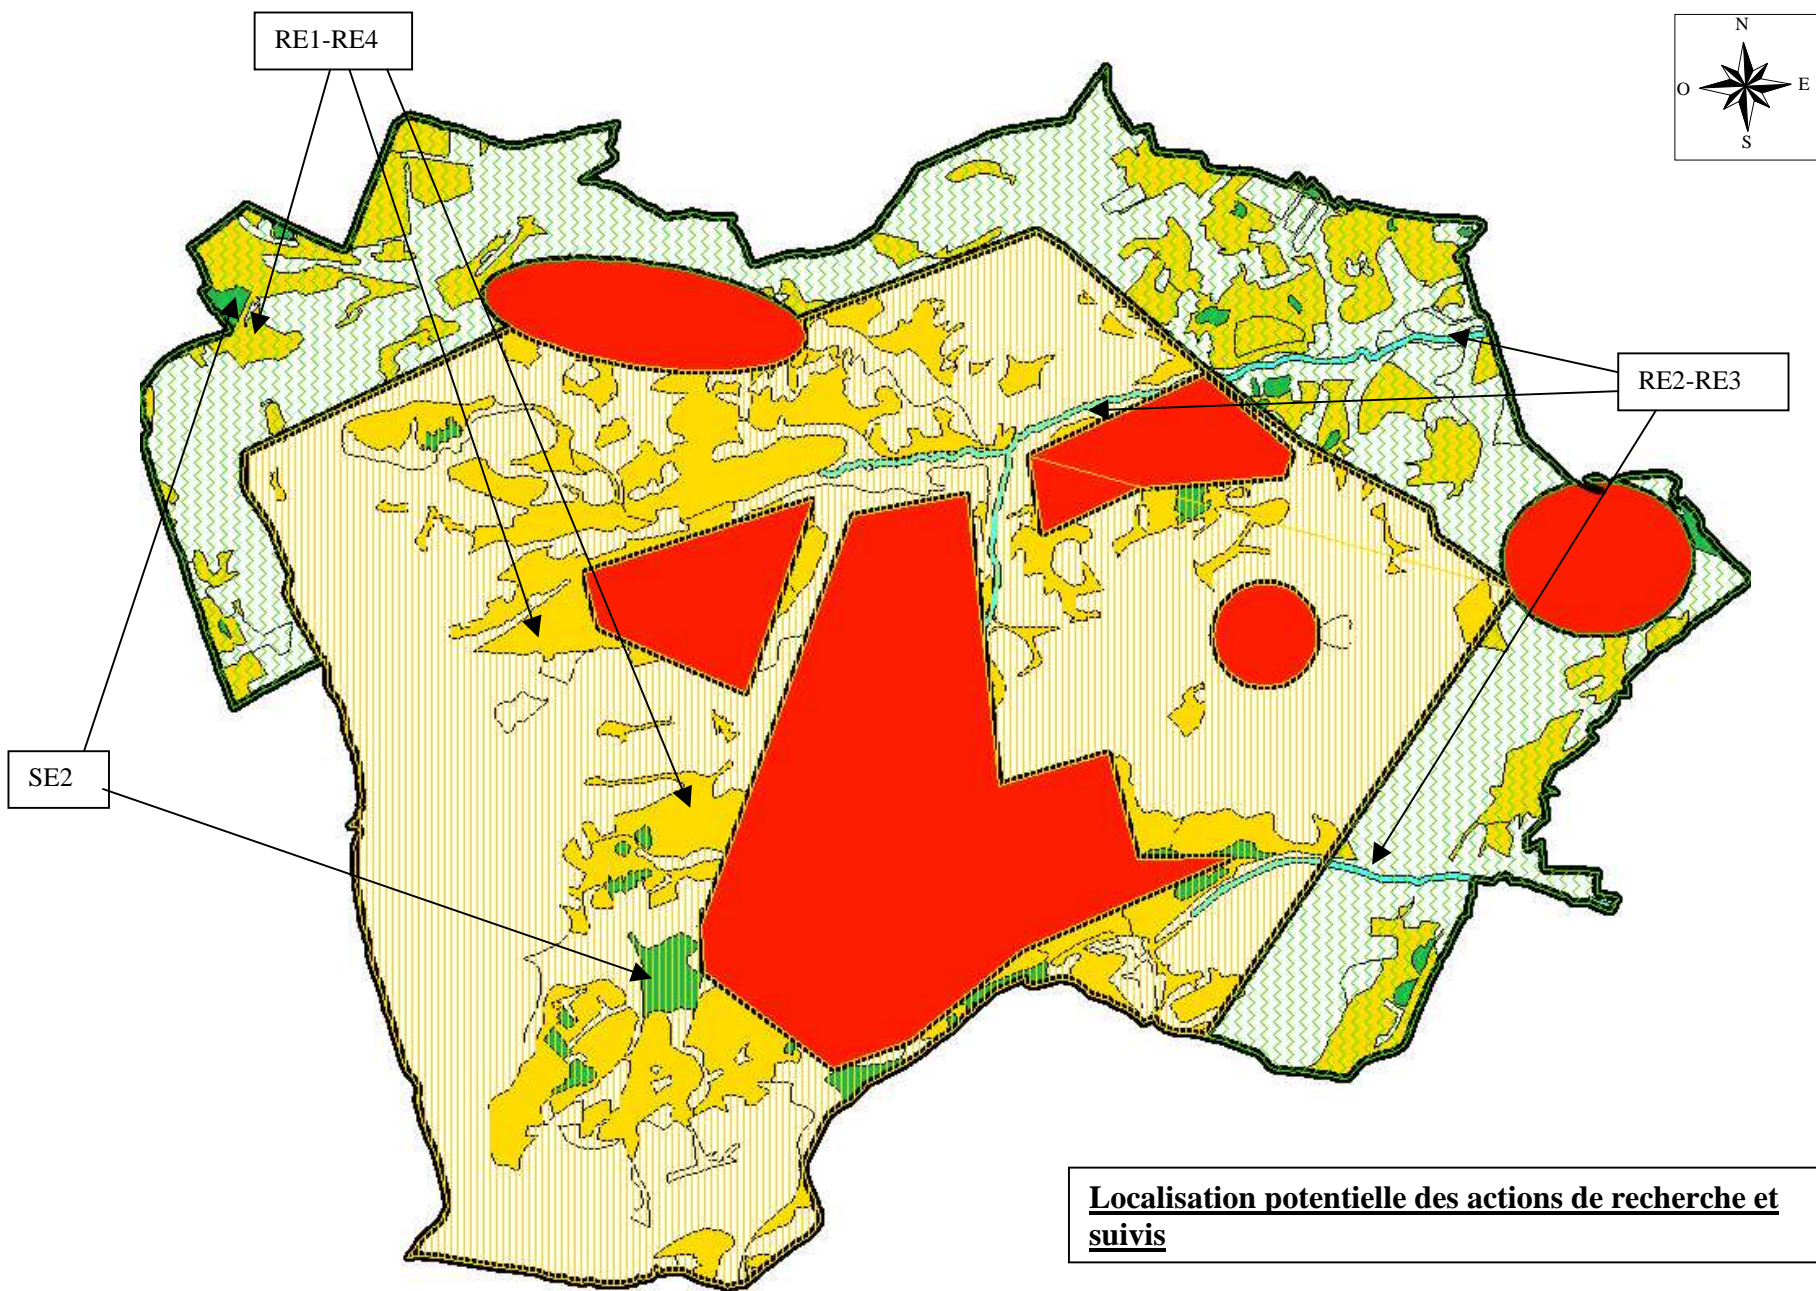 RE1-RE4
N
O
E
S
RE2-RE3
SE2
Localisation potentielle des actions de recherche et
suivis